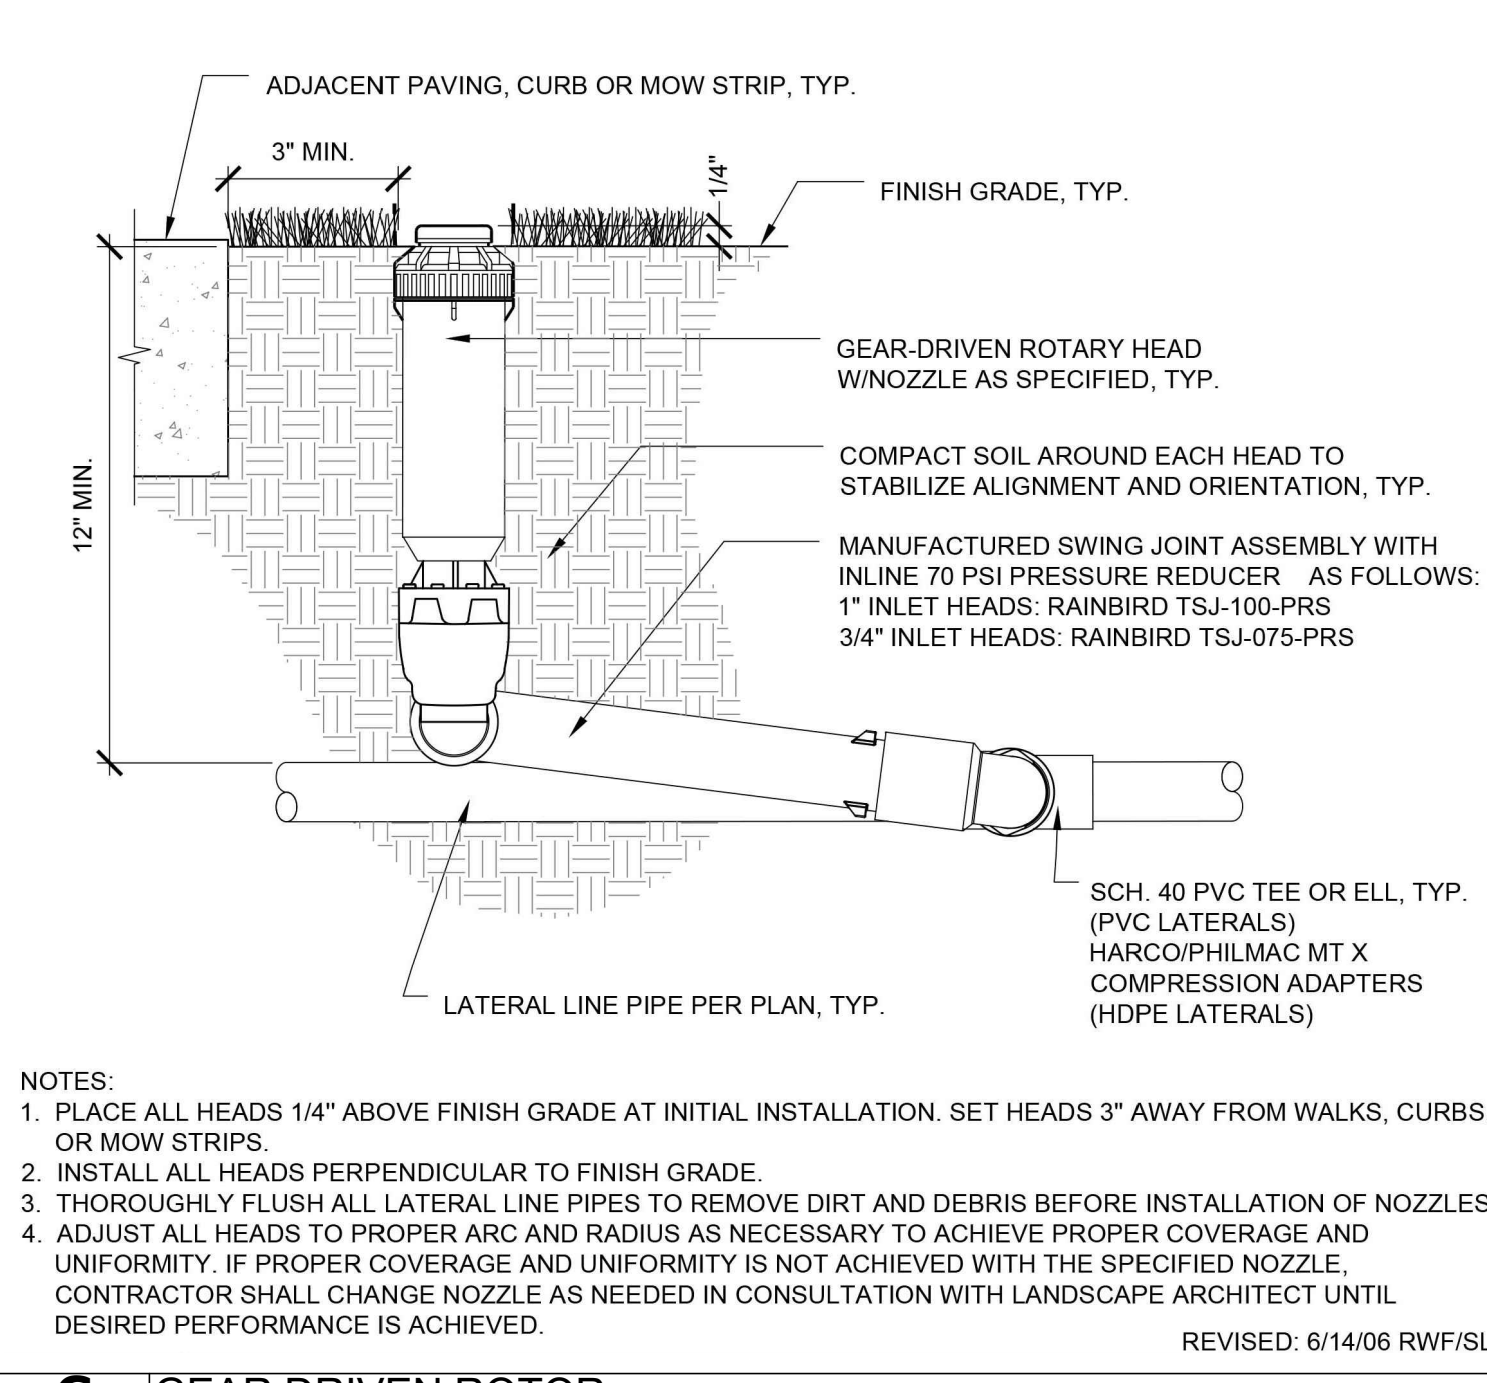 ADJACENT PAVING, CURB OR MOW STRIP, TYP.
3" MIN.
1/4"
FINISH GRADE, TYP.
GEAR-DRIVEN ROTARY HEAD
W/NOZZLE AS SPECIFIED, TYP.
COMPACT SOIL AROUND EACH HEAD TO
STABILIZE ALIGNMENT AND ORIENTATION, TYP.
12" MIN.
MANUFACTURED SWING JOINT ASSEMBLY WITH
INLINE 70 PSI PRESSURE REDUCER AS FOLLOWS:
1" INLET HEADS: RAINBIRD TSJ-100-PRS
3/4" INLET HEADS: RAINBIRD TSJ-075-PRS
SCH. 40 PVC TEE OR ELL, TYP.
(PVC LATERALS)
HARCO/PHILMAC MT X
COMPRESSION ADAPTERS
(HDPE LATERALS)
LATERAL LINE PIPE PER PLAN, TYP.
NOTES:
1. PLACE ALL HEADS 1/4" ABOVE FINISH GRADE AT INITIAL INSTALLATION. SET HEADS 3" AWAY FROM WALKS, CURBS
OR MOW STRIPS.
2. INSTALL ALL HEADS PERPENDICULAR TO FINISH GRADE.
3. THOROUGHLY FLUSH ALL LATERAL LINE PIPES TO REMOVE DIRT AND DEBRIS BEFORE INSTALLATION OF NOZZLES
4. ADJUST ALL HEADS TO PROPER ARC AND RADIUS AS NECESSARY TO ACHIEVE PROPER COVERAGE AND
UNIFORMITY. IF PROPER COVERAGE AND UNIFORMITY IS NOT ACHIEVED WITH THE SPECIFIED NOZZLE,
CONTRACTOR SHALL CHANGE NOZZLE AS NEEDED IN CONSULTATION WITH LANDSCAPE ARCHITECT UNTIL
DESIRED PERFORMANCE IS ACHIEVED.
REVISED: 6/14/06 RWF/SL
GEAR DRIVEN ROTOR